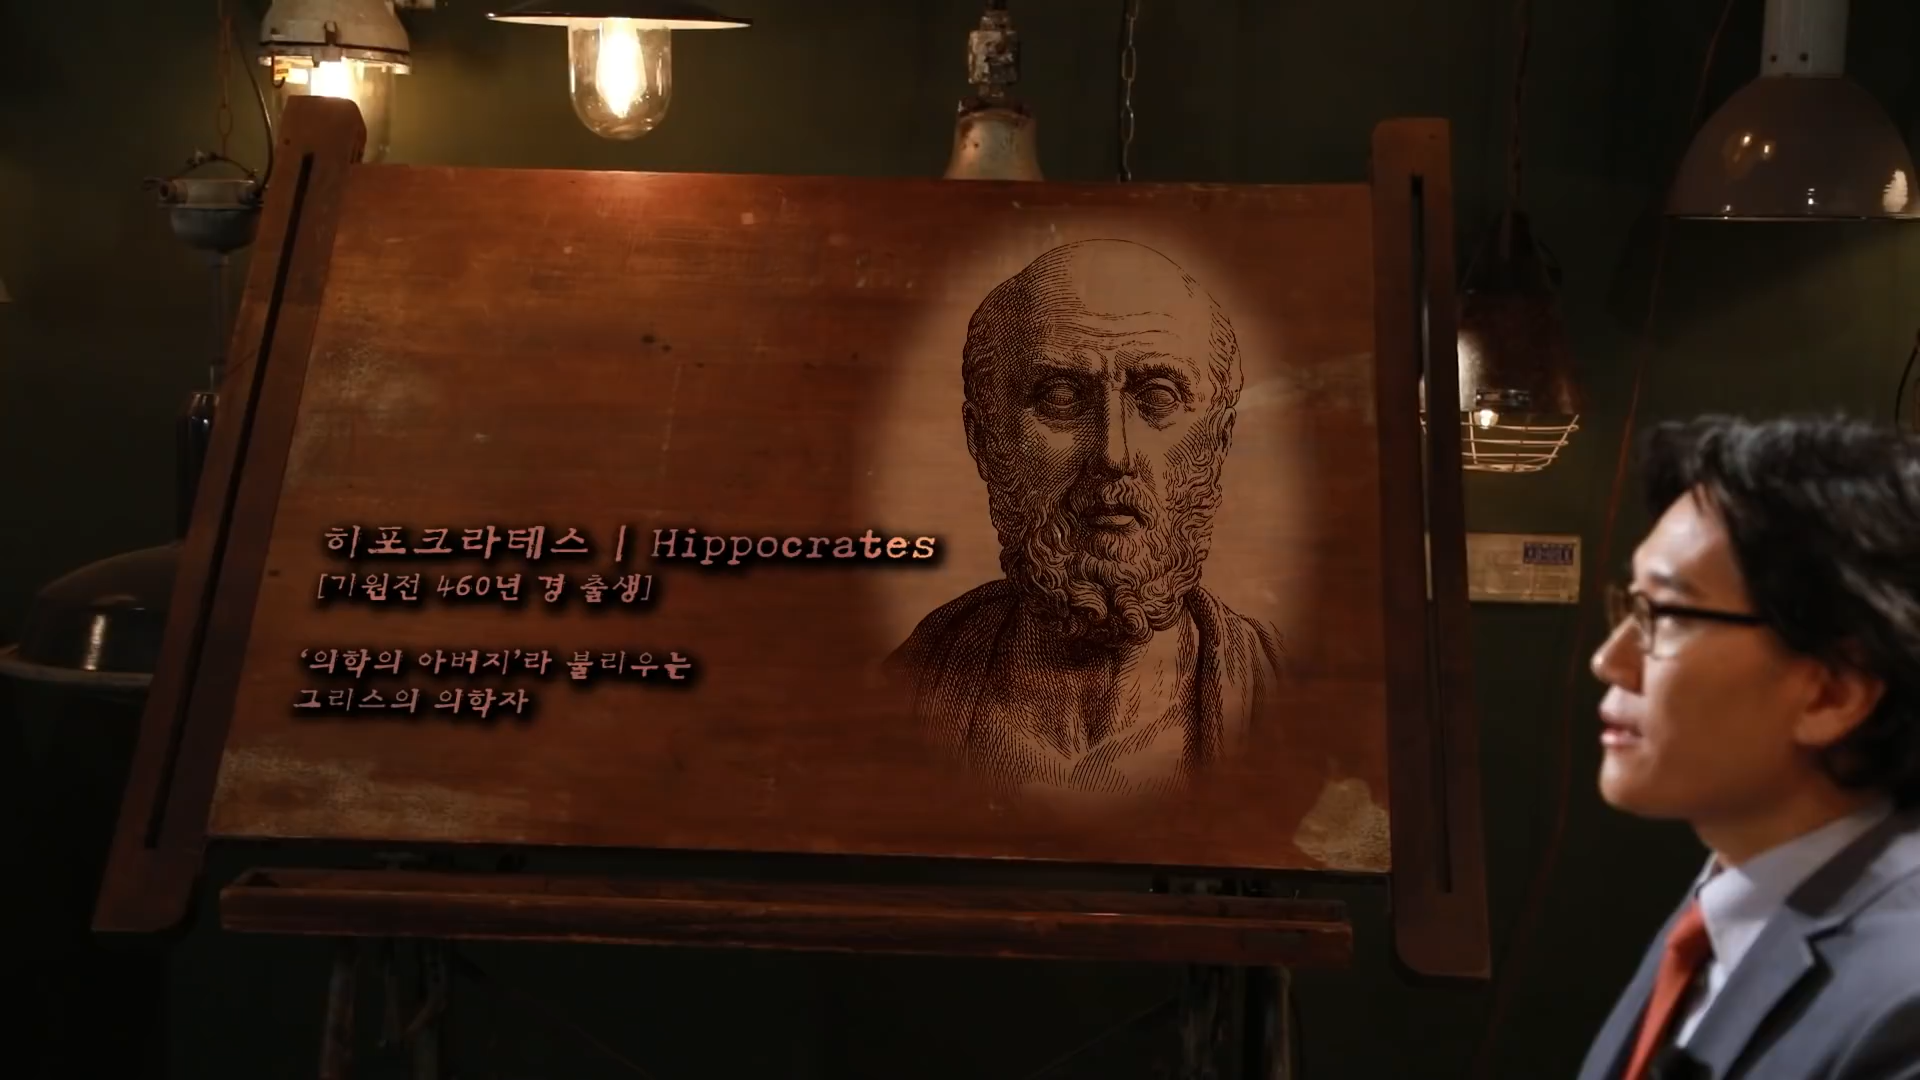 히포크라테스 | Hippocrates
[기원전 460년 경 출생]
‘의학의 아버지’라 불리우는
그리스의 의학자